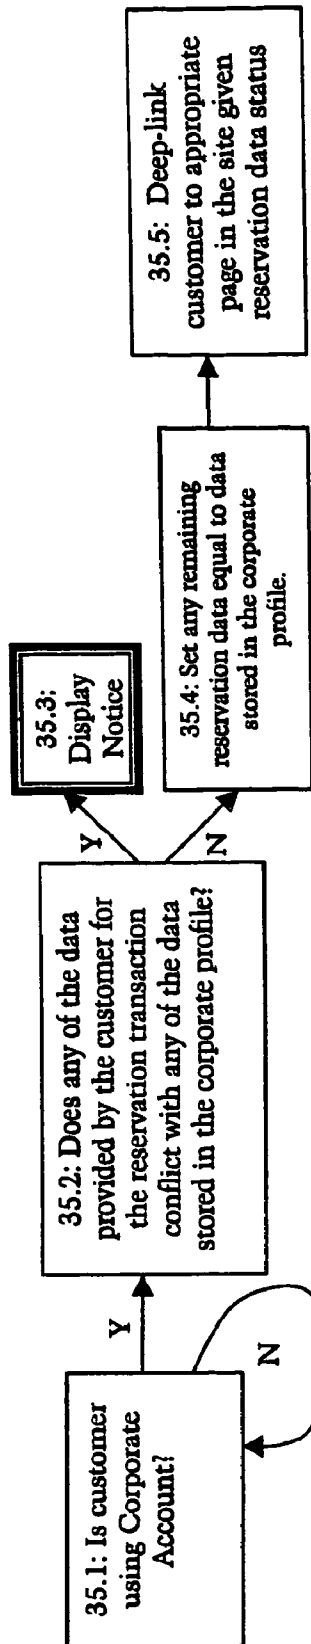 35.1: Is customer
using Corporate
Account?
Y
N
35.2: Does any of the data
provided by the customer for
the reservation transaction
conflict with any of the data
stored in the corporate profile?
Y
N
35.3:
Display
Notice
35.4: Set any remaining
reservation data equal to data
stored in the corporate
profile.
35.5: Deep-link
customer to appropriate
page in the site given
reservation data status